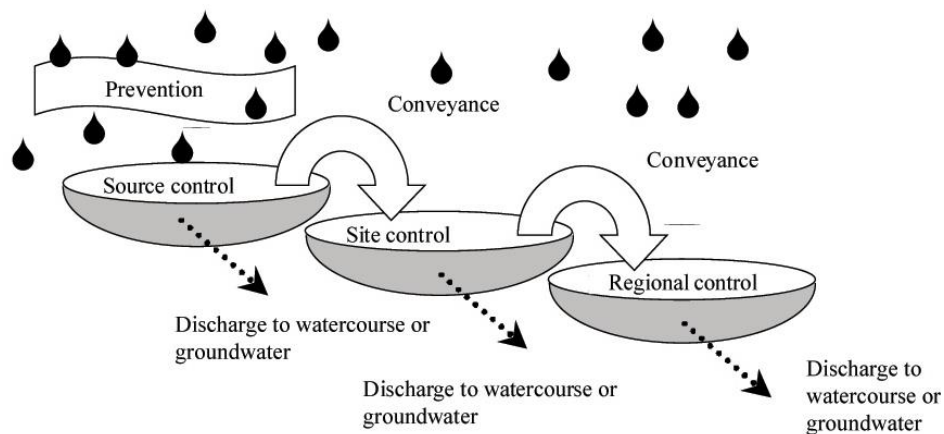 Prevention
Conveyance
Conveyance
Source control
Site control
Regional control
Discharge to watercourse or
groundwater
Discharge to watercourse or
groundwater
Discharge to
watercourse or
groundwater